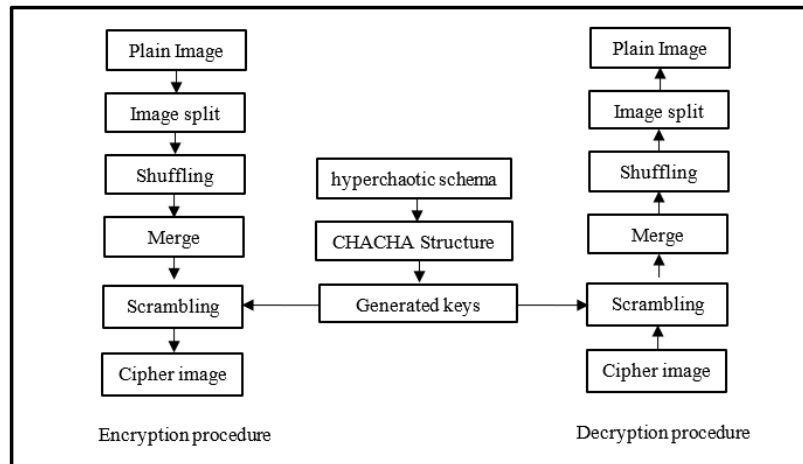 Plain Image
Image split
Shuffling
Merge
Scrambling
Cipher image
Encryption procedure
hyperchaotic schema
CHACHA Structure
Generated keys
Plain Image
Image split
Shuffling
Merge
Scrambling
Cipher image
Decryption procedure